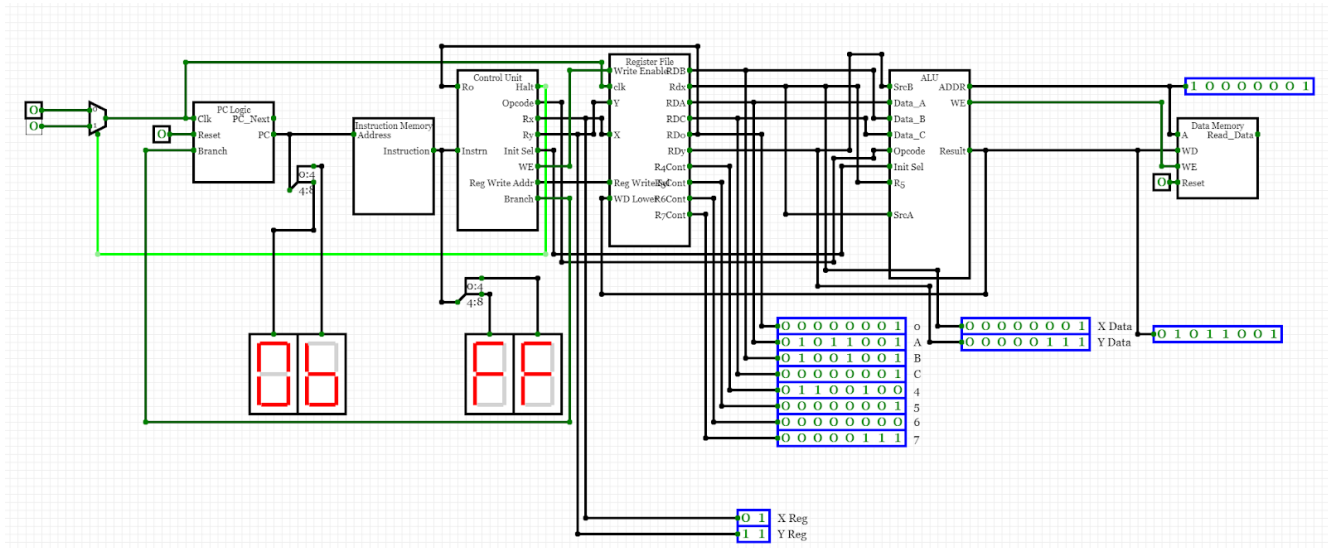 Register File
Control Unit
Write Enable RDB
ALU
Ro
Halt
clk
Rdx
SrcB
ADDR
1 0 0 0 0 0 0 1
0
0
1
PC Logic
Opcode
Y
RDA
Data_A
WE
0
Clk
PC_Next
Instruction Memory
Rx
RDC
Data_B
Data Memory
0
Reset
PC
Address
Ry
X
RDo
Data_C
A
Read_Data
Branch
Instruction
Instrn
Init Sel
RDy
Opcode
Result
WD
WE
R4Cont
Init Sel
WE
0:4
4:8
Reg Write Addr
Reg Write
R5Cont
R5
0
Reset
Branch
WD Lower
R6Cont
R7Cont
SrcA
0:4
4:8
0 0 0 0 0 0 0 1 0
0 0 0 0 0 0 0 1 X Data
0 1 0 1 1 0 0 1 A
0 0 0 0 0 1 1 1 Y Data
0 1 0 1 1 0 0 1
0 1 0 0 1 0 0 1 B
0 0 0 0 0 0 0 1 C
0 1 1 0 0 1 0 0 4
0 0 0 0 0 0 0 1 5
0 0 0 0 0 0 0 0 6
0 0 0 0 0 1 1 1 7
0b
FF
0 1 X Reg
1 1 Y Reg